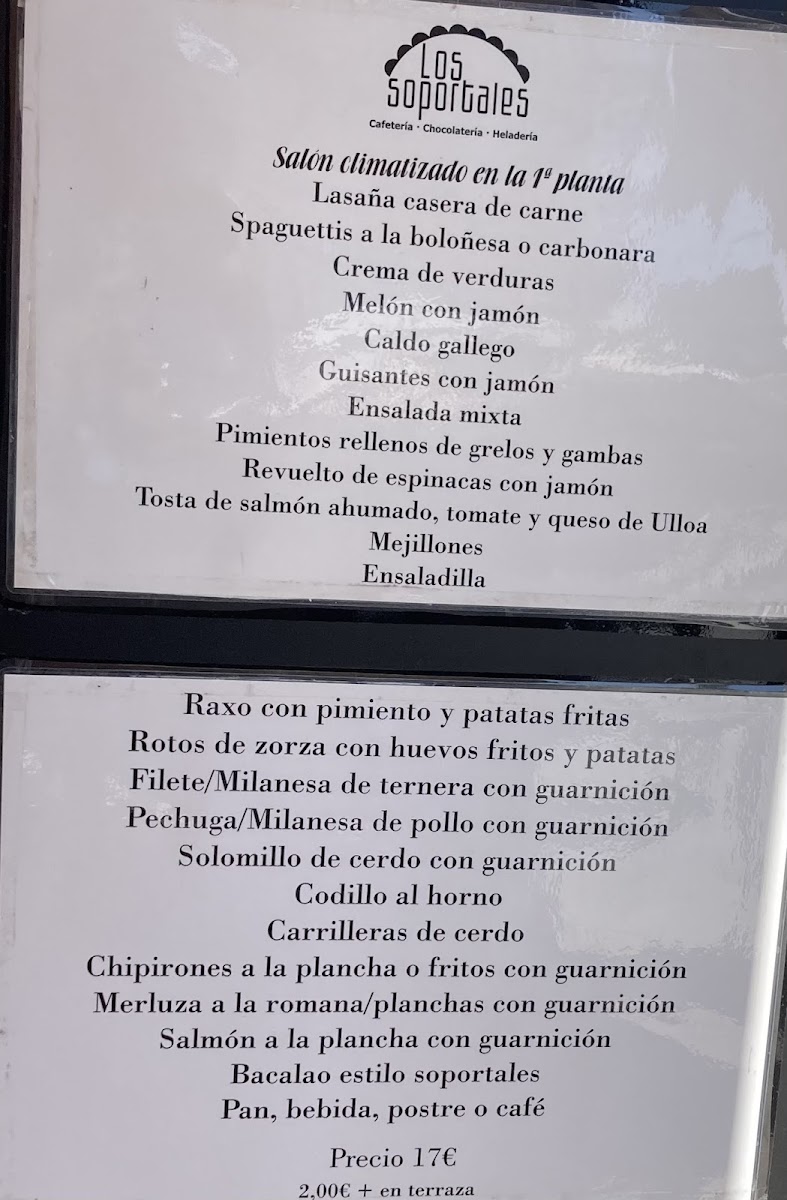 Los
soportales
Cafetería · Chocolatería · Heladería
Salón climatizado en la 1ª planta
Lasaña casera de carne
Spaguettis a la boloñesa o carbonara
Crema de verduras
Melón con jamón
Caldo gallego
Guisantes con jamón
Ensalada mixta
Pimientos rellenos de grelos y gambas
Revuelto de espinacas con jamón
Tosta de salmón ahumado, tomate y queso de Ulloa
Mejillones
Ensaladilla
Raxo con pimiento y patatas fritas
Rotos de zorza con huevos fritos y patatas
Filete/Milanesa de ternera con guarnición
Pechuga/Milanesa de pollo con guarnición
Solomillo de cerdo con guarnición
Codillo al horno
Carrilleras de cerdo
Chipirones a la plancha o fritos con guarnición
Merluza a la romana/planchas con guarnición
Salmón a la plancha con guarnición
Bacalao estilo soportales
Pan, bebida, postre o café
Precio 17€
2,00€ + en terraza